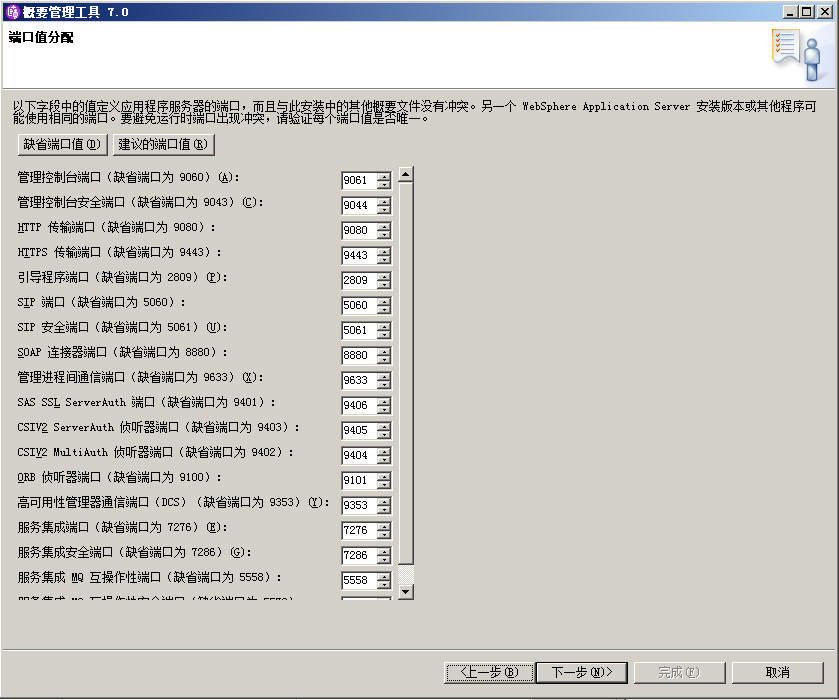 概要管理工具 7.0
端口值分配
以下字段中的值定义应用程序服务器的端口，而且与此安装中的其他概要文件没有冲突。另一个 WebSphere Application Server 安装版本或其他程序可
能使用相同的端口。要避免运行时端口出现冲突，请验证每个端口值是否唯一。
缺省端口值(D) 建议的端口值(R)
管理控制台端口（缺省端口为 9060）(A): 9061
管理控制台安全端口（缺省端口为 9043）(C): 9044
HTTP 传输端口（缺省端口为 9080）: 9080
HTTPS 传输端口（缺省端口为 9443）: 9443
引导程序端口（缺省端口为 2809）(P): 2809
SIP 端口（缺省端口为 5060）: 5060
SIP 安全端口（缺省端口为 5061）(U): 5061
SOAP 连接器端口（缺省端口为 8880）: 8880
管理进程间通信端口（缺省端口为 9633）(X): 9633
SAS SSL ServerAuth 端口（缺省端口为 9401）: 9406
CSIV2 ServerAuth 侦听器端口（缺省端口为 9403）: 9405
CSIV2 MultiAuth 侦听器端口（缺省端口为 9402）: 9404
ORB 侦听器端口（缺省端口为 9100）: 9101
高可用性管理器通信端口（DCS）（缺省端口为 9353）(Y): 9353
服务集成端口（缺省端口为 7276）(E): 7276
服务集成安全端口（缺省端口为 7286）(G): 7286
服务集成 MQ 互操作性端口（缺省端口为 5558）: 5558
<上一步(B) 下一步(N)> 完成(F) 取消